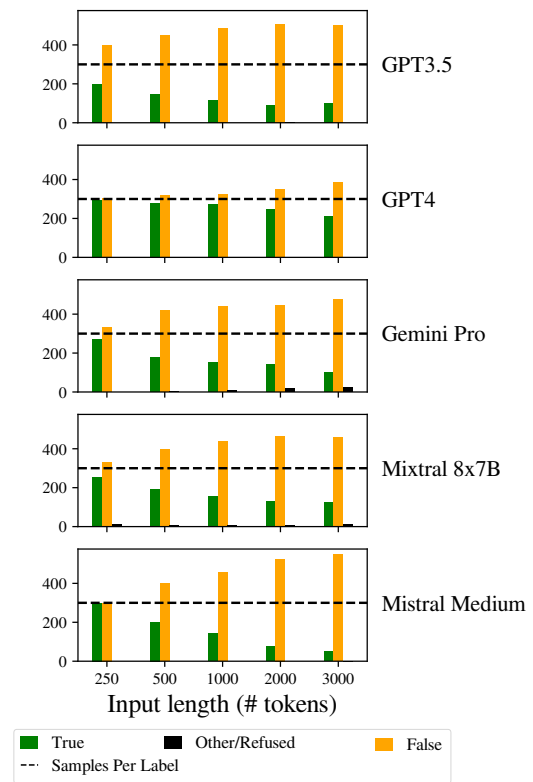 400
200
0
GPT3.5
400
200
0
GPT4
400
200
0
Gemini Pro
400
200
0
Mixtral 8x7B
400
200
0
Mistral Medium
250 500 1000 2000 3000
Input length (# tokens)
True Other/Refused False
Samples Per Label